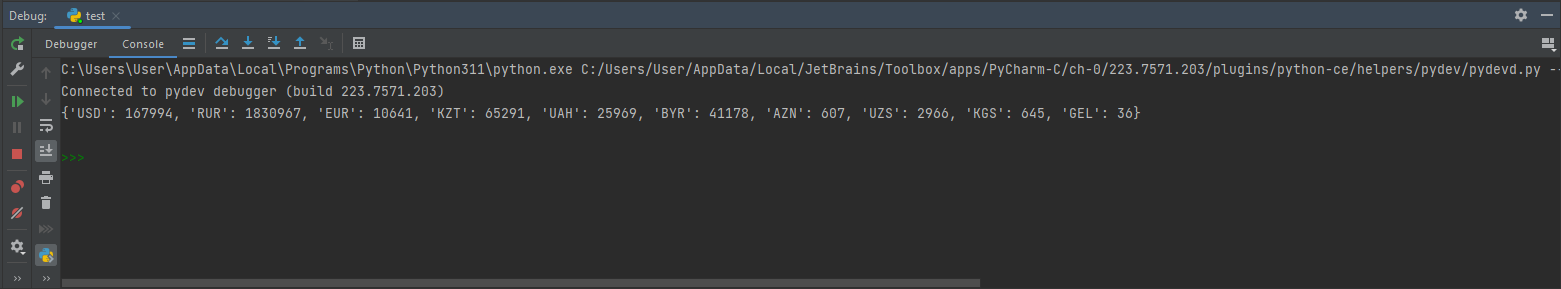 Debug: test
Debugger Console
C:\Users\User\AppData\Local\Programs\Python\Python311\python.exe C:/Users/User/AppData/Local/JetBrains/Toolbox/apps/PyCharm-C/ch-0/223.7571.203/plugins/python-ce/helpers/pydev/pydevd.py --
Connected to pydev debugger (build 223.7571.203)
{'USD': 167994, 'RUR': 1830967, 'EUR': 10641, 'KZT': 65291, 'UAH': 25969, 'BYR': 41178, 'AZN': 607, 'UZS': 2966, 'KGS': 645, 'GEL': 36}
>>>